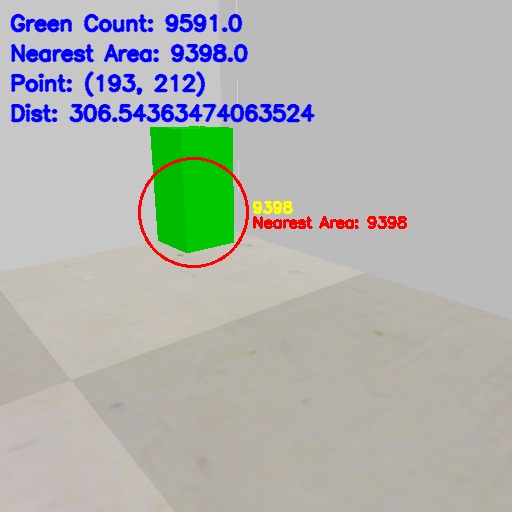 Green Count: 9591.0
Nearest Area: 9398.0
Point: (193, 212)
Dist: 306.54363474063524
9398
Nearest Area: 9398